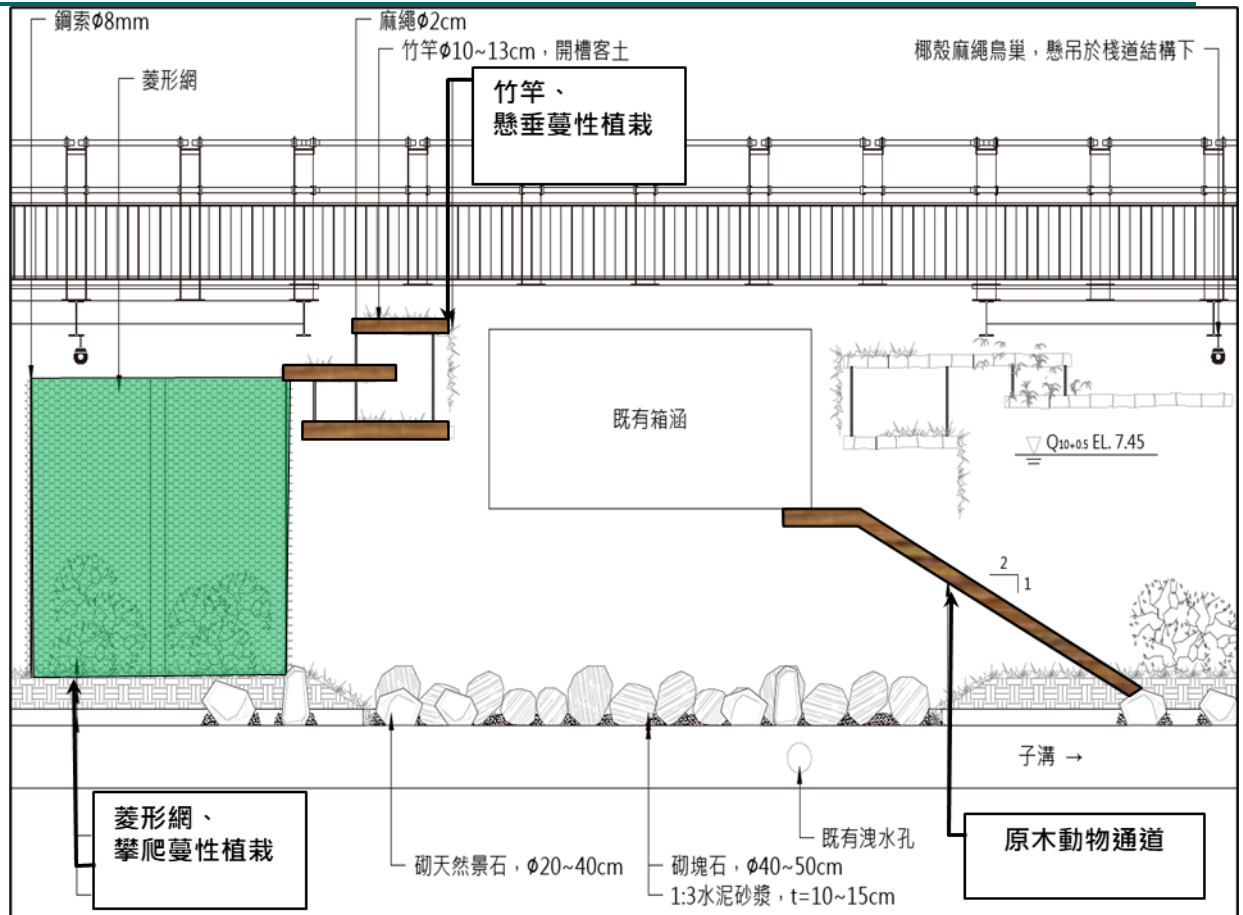 鋼索ϕ8mm
麻繩ϕ2cm
竹竿ϕ10~13cm，開槽客土
椰殼麻繩鳥巢，懸吊於棧道結構下
菱形網
竹竿、
懸垂蔓性植栽
既有箱涵
Q10+0.5 EL. 7.45
2
1
子溝 →
菱形網、
攀爬蔓性植栽
砌天然景石，ϕ20~40cm
砌塊石，ϕ40~50cm
1:3水泥砂漿，t=10~15cm
既有洩水孔
原木動物通道